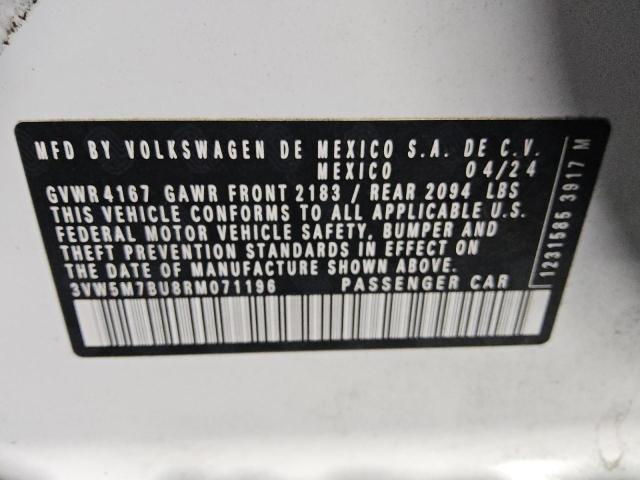 MFD BY VOLKSWAGEN DE MEXICO S.A. DE C.V.
MEXICO 04/24
GVWR 4167 GAWR FRONT 2183 / REAR 2094 LBS
THIS VEHICLE CONFORMS TO ALL APPLICABLE U.S.
FEDERAL MOTOR VEHICLE SAFETY, BUMPER AND
THEFT PREVENTION STANDARDS IN EFFECT ON
THE DATE OF MANUFACTURE SHOWN ABOVE.
3VW5M7BU8RM071196 PASSENGER CAR
1231585 3917 M